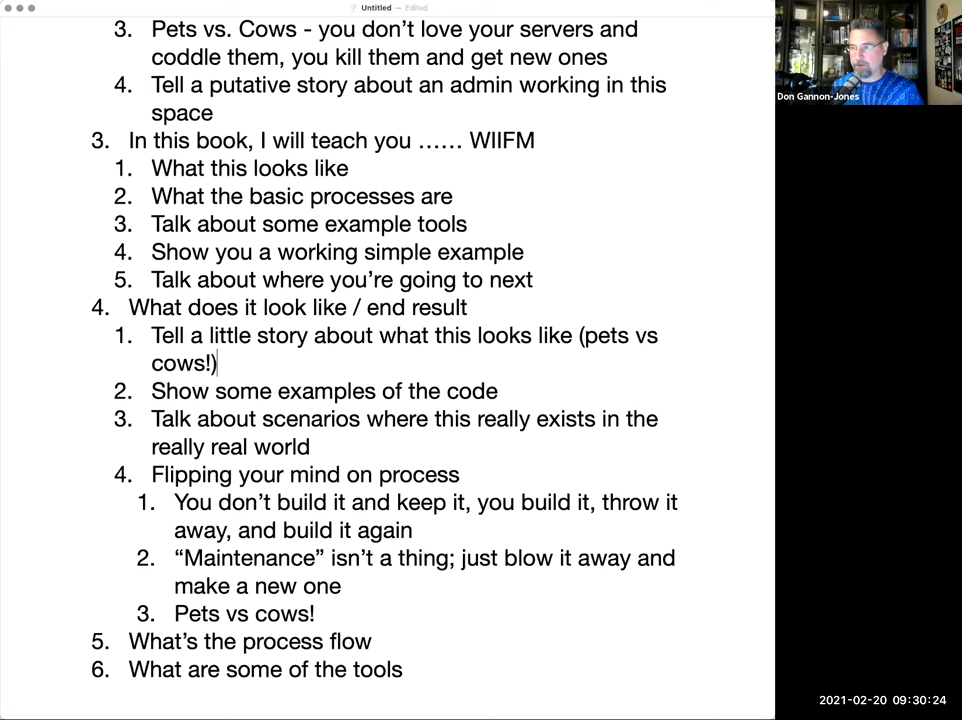 Untitled — Edited
3. Pets vs. Cows - you don’t love your servers and
coddle them, you kill them and get new ones
4. Tell a putative story about an admin working in this
space
3. In this book, I will teach you …… WIIFM
1. What this looks like
2. What the basic processes are
3. Talk about some example tools
4. Show you a working simple example
5. Talk about where you’re going to next
4. What does it look like / end result
1. Tell a little story about what this looks like (pets vs
cows!)
2. Show some examples of the code
3. Talk about scenarios where this really exists in the
really real world
4. Flipping your mind on process
1. You don’t build it and keep it, you build it, throw it
away, and build it again
2. “Maintenance” isn’t a thing; just blow it away and
make a new one
3. Pets vs cows!
5. What’s the process flow
6. What are some of the tools
Don Gannon-Jones
2021-02-20 09:30:24